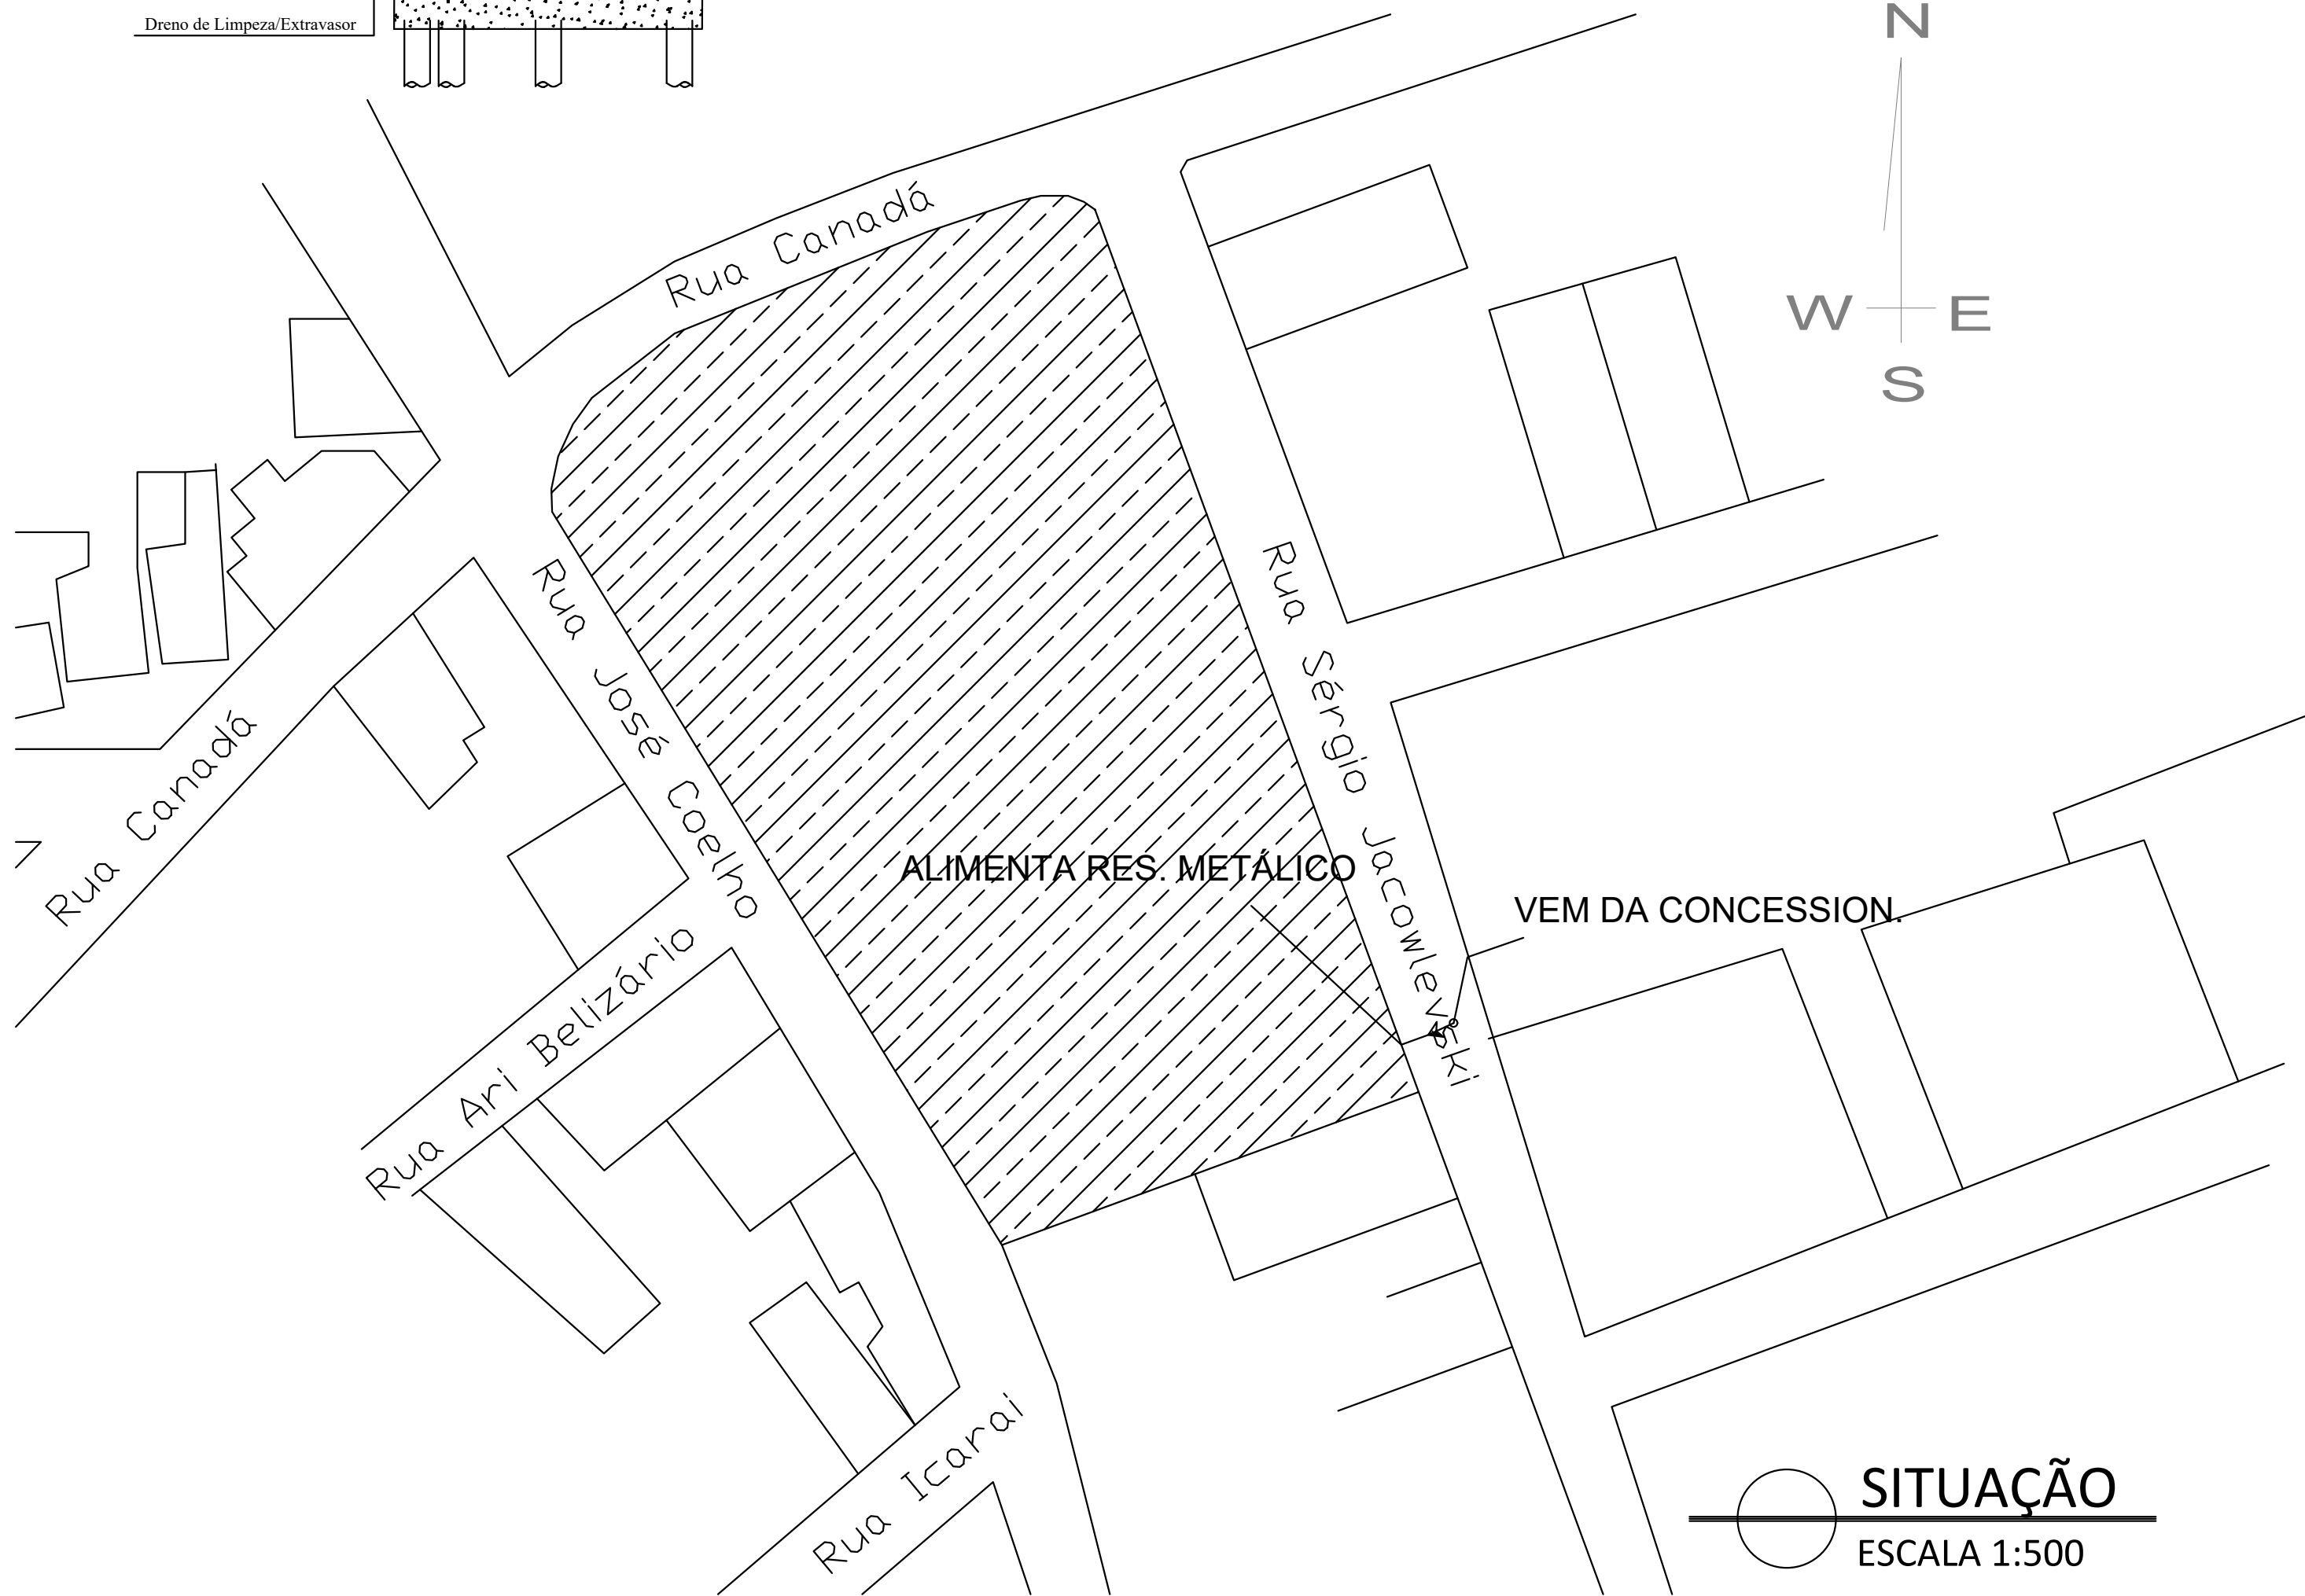 Dreno de Limpeza/Extravasor
N
W E
S
Rua Canadá
Rua José Coelho
Rua Sérgio Jacowleski
Rua Canadá
ALIMENTA RES. METÁLICO
VEM DA CONCESSION.
Rua Ari Belizário
Rua Icaraí
SITUAÇÃO
ESCALA 1:500